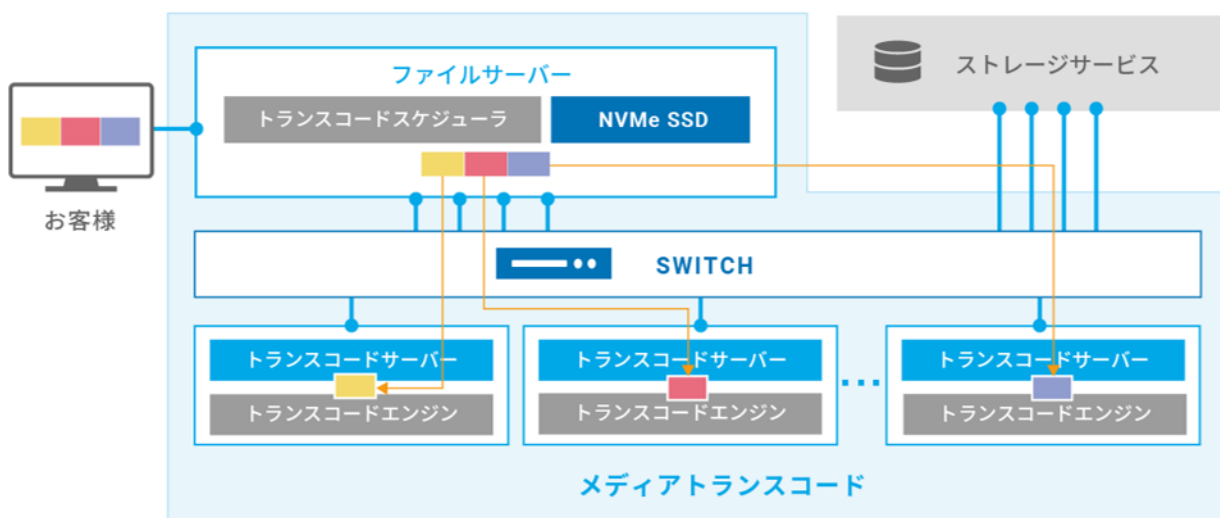 ファイルサーバー
トランスコードスケジューラ
NVMe SSD
ストレージサービス
お客様
SWITCH
トランスコードサーバー
トランスコードエンジン
トランスコードサーバー
トランスコードエンジン
トランスコードサーバー
トランスコードエンジン
メディアトランスコード